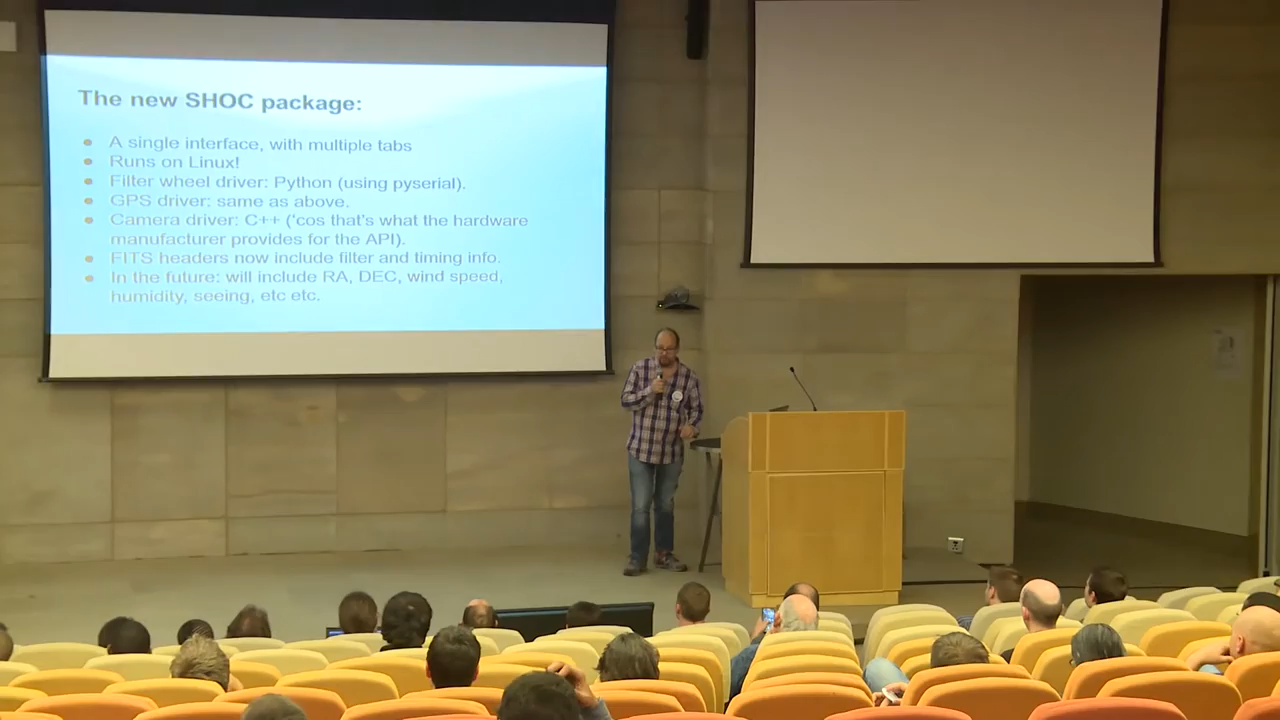 The new SHOC package:
● A single interface, with multiple tabs
● Runs on Linux!
● Filter wheel driver: Python (using pyserial).
● GPS driver: same as above.
● Camera driver: C++ ('cos that's what the hardware
manufacturer provides for the API).
● FITS headers now include filter and timing info.
● In the future: will include RA, DEC, wind speed,
humidity, seeing, etc etc.